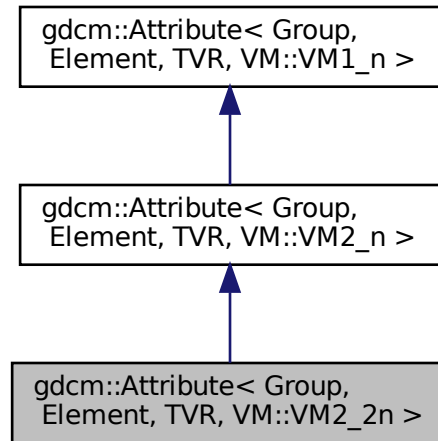 gdcm::Attribute< Group,
Element, TVR, VM::VM1_n >
gdcm::Attribute< Group,
Element, TVR, VM::VM2_n >
gdcm::Attribute< Group,
Element, TVR, VM::VM2_2n >